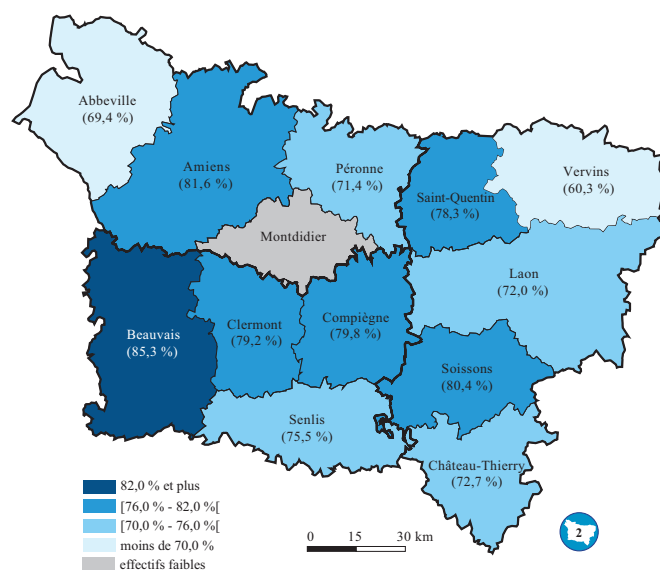 Abbeville
(69,4 %)
Amiens
(81,6 %)
Péronne
(71,4 %)
Saint-Quentin
(78,3 %)
Vervins
(60,3 %)
Montdidier
Laon
(72,0 %)
Beauvais
(85,3 %)
Clermont
(79,2 %)
Compiègne
(79,8 %)
Soissons
(80,4 %)
Senlis
(75,5 %)
Château-Thierry
(72,7 %)
82,0 % et plus
[76,0 % - 82,0 %[
[70,0 % - 76,0 %[
moins de 70,0 %
effectifs faibles
0 15 30 km
2